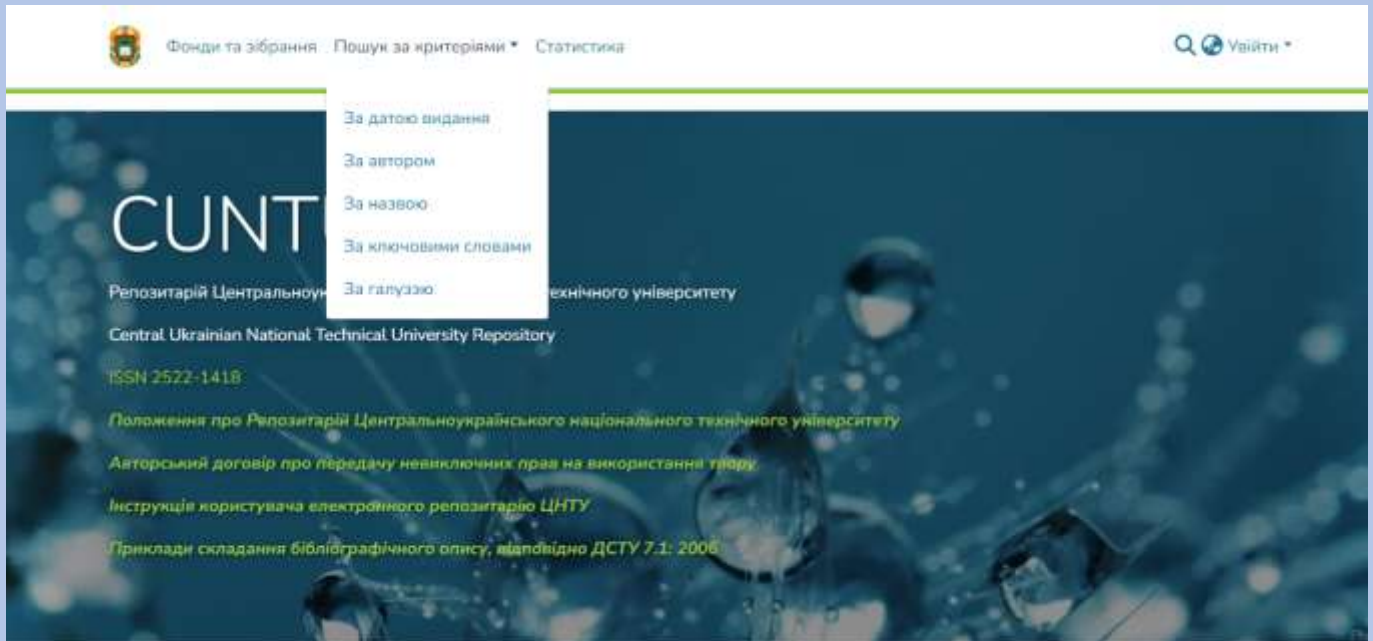 Фонди та зібрання Пошук за критеріями Статистика Увійти
За датою видання
За автором
За назвою
За ключовими словами
За галуззю
CUNT
Репозитарій ехнічного університету
Central Ukrainian National Technical University Repository
ISSN 2522-1418
Положення про Репозитарій Центральноукраїнського національного технічного університету
Авторський договір про передачу невиключних прав на використання твору
Інструкція користувача електронного репозитарію ЦНТУ
Приклади складання бібліографічного опису, відповідно ДСТУ 7.1: 2006